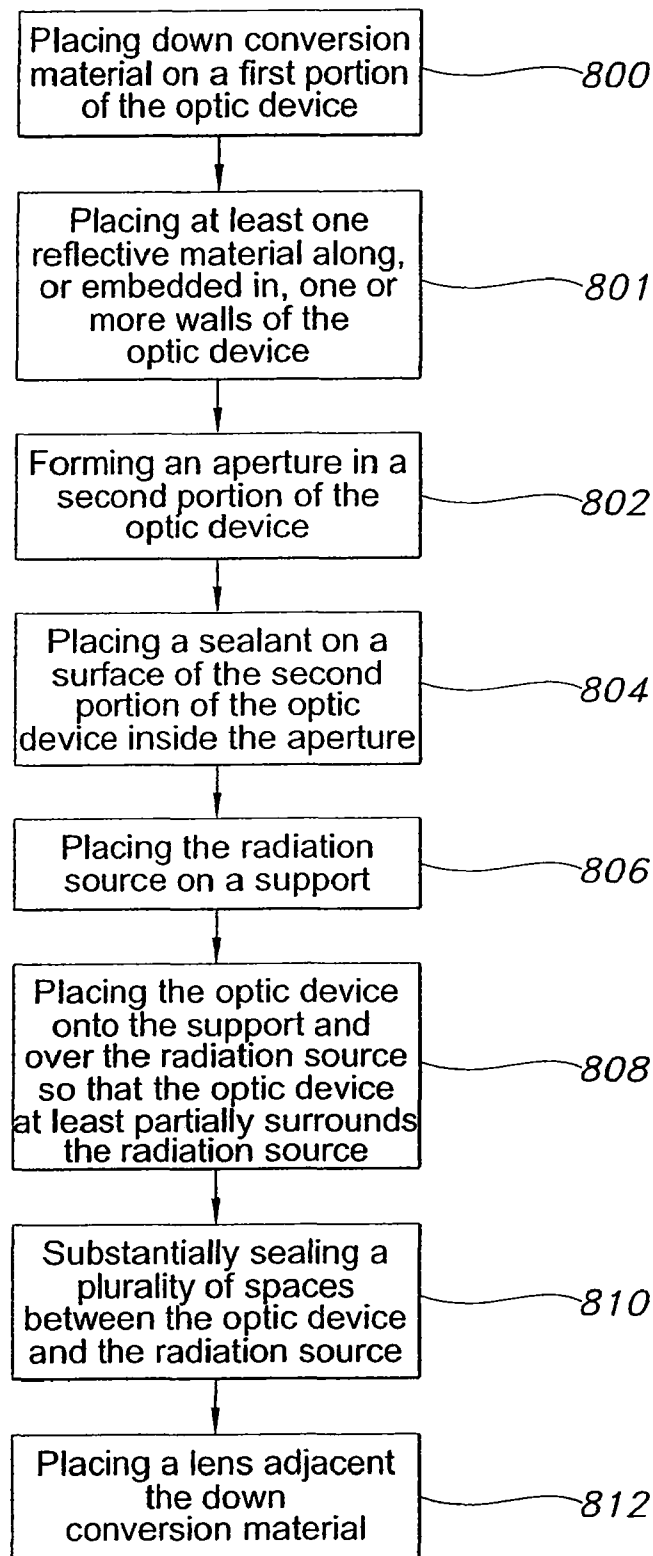 Placing down conversion
material on a first portion
of the optic device
800
Placing at least one
reflective material along,
or embedded in, one or
more walls of the
optic device
801
Forming an aperture in a
second portion of the
optic device
802
Placing a sealant on a
surface of the second
portion of the optic
device inside the aperture
804
Placing the radiation
source on a support
806
Placing the optic device
onto the support and
over the radiation source
so that the optic device
at least partially surrounds
the radiation source
808
Substantially sealing a
plurality of spaces
between the optic device
and the radiation source
810
Placing a lens adjacent
the down
conversion material
812